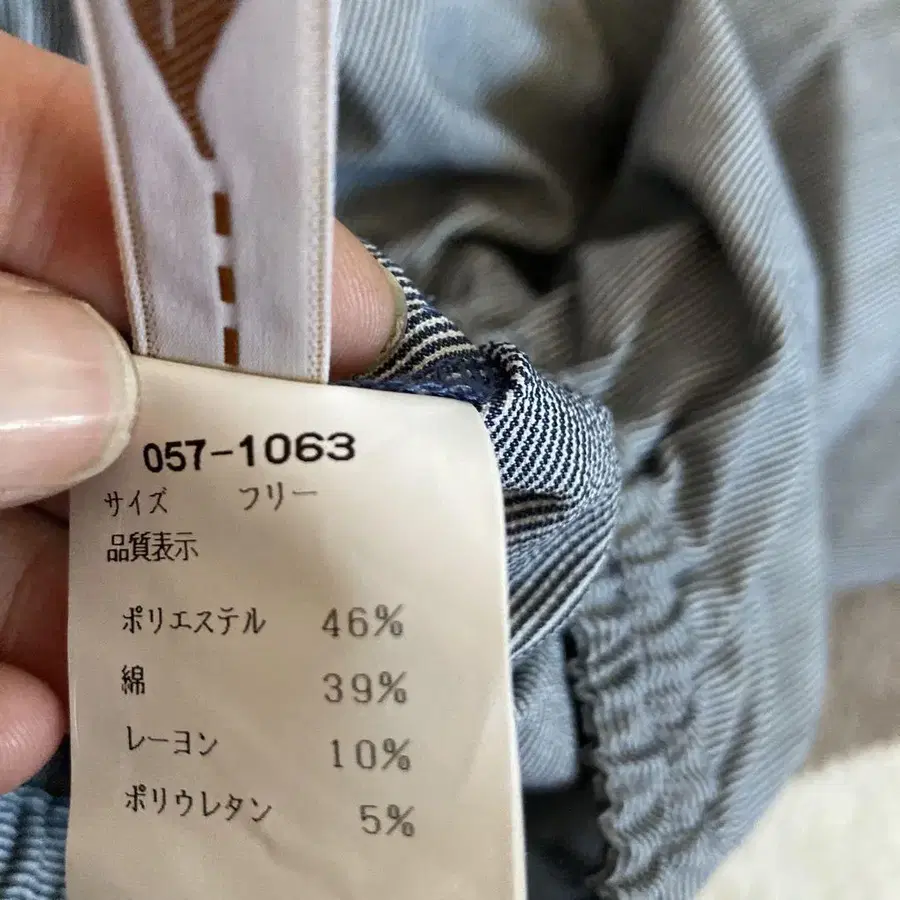 057-1063
サイズ フリー
品質表示
ポリエステル 46%
綿 39%
レーヨン 10%
ポリウレタン 5%